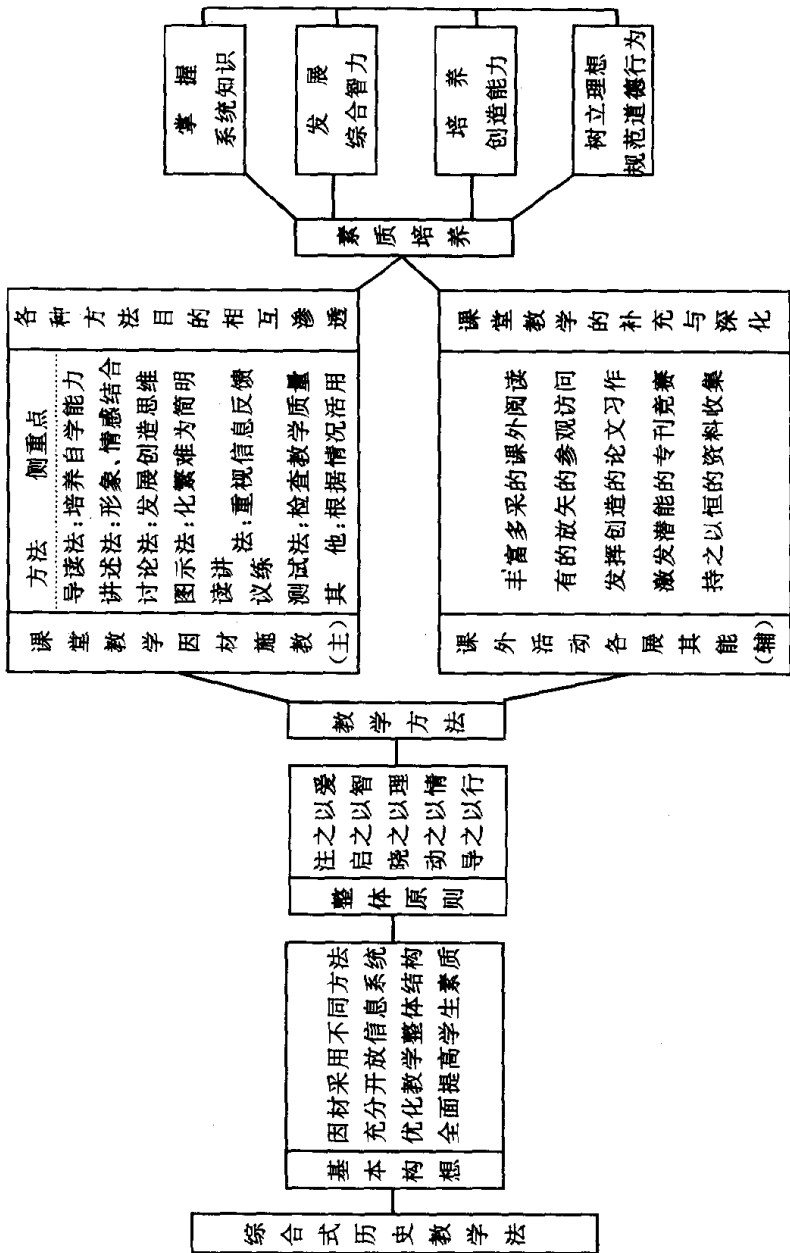 综合式历史教学法
基本构想
因材采用不同方法
充分开放信息系统
优化教学整体结构
全面提高学生素质
整体原则
注之以爱
启之以智
晓之以理
动之以情
导之以行
教学方法
课堂教学因材施教(主)
方法 侧重点
导读法:培养自学能力
讲述法:形象、情感结合
讨论法:发展创造思维
图示法:化繁难为简明
读讲议练法:重视信息反馈
测试法:检查教学质量
其他:根据情况活用
各种方法目的相互渗透
课外活动各展其能(辅)
丰富多采的课外阅读
有的放矢的参观访问
发挥创造的论文习作
激发潜能的专刊竞赛
持之以恒的资料收集
课堂教学的补充与深化
素质培养
掌握
系统知识
发展
综合智力
培养
创造能力
树立理想
规范道德行为